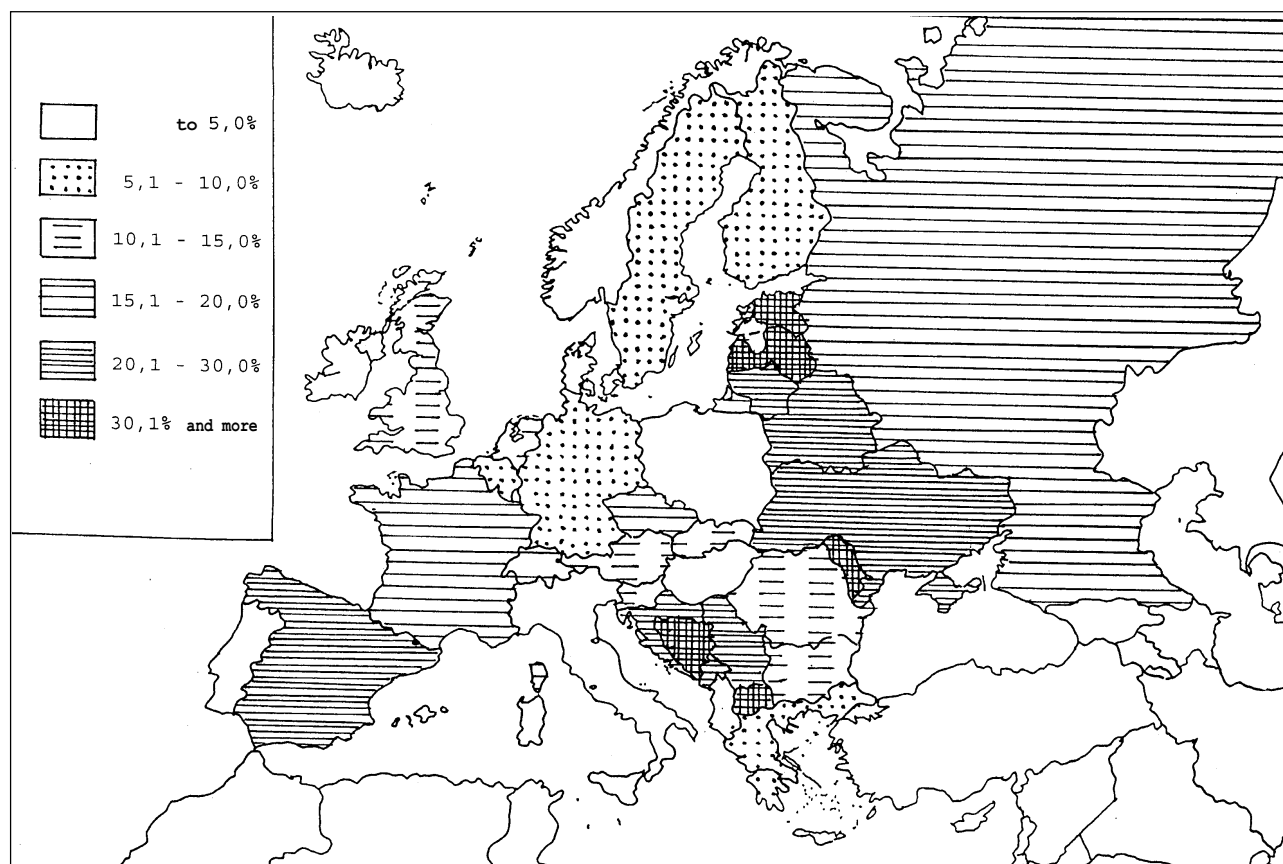 to 5,0%
5,1 - 10,0%
10,1 - 15,0%
15,1 - 20,0%
20,1 - 30,0%
30,1% and more